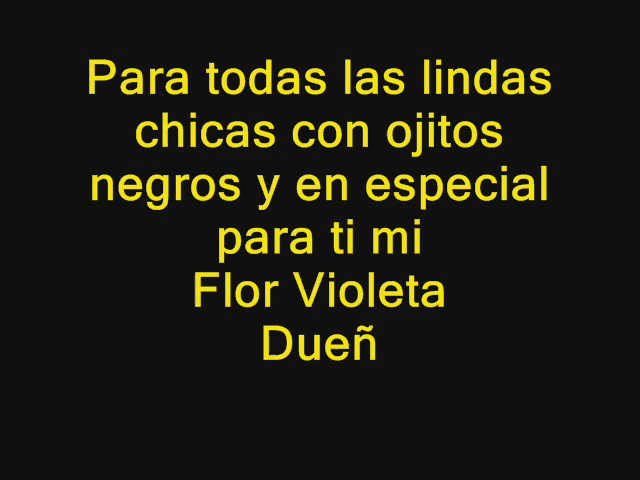 Para todas las lindas
chicas con ojitos
negros y en especial
para ti mi
Flor Violeta
Dueñ